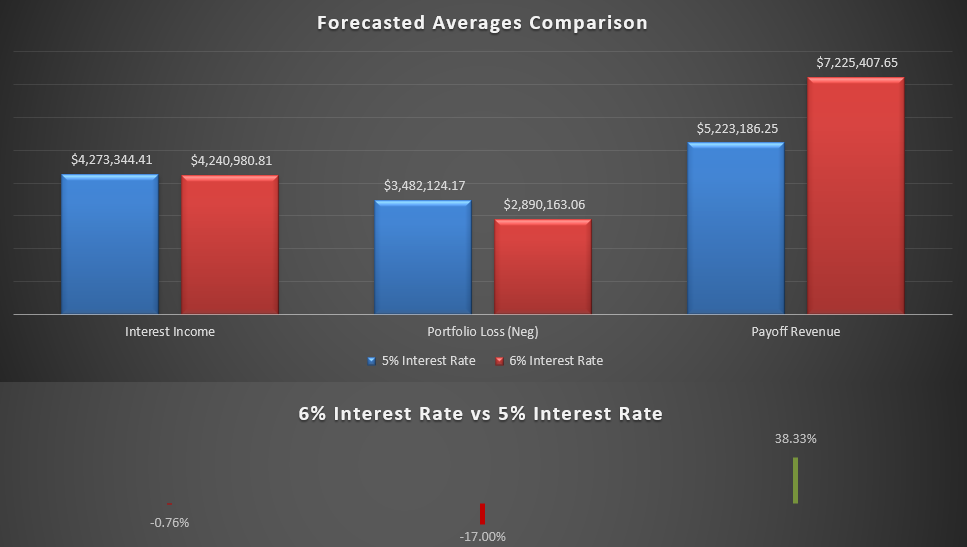 Forecasted Averages Comparison
$7,225,407.65
$5,223,186.25
$4,273,344.41 $4,240,980.81
$3,482,124.17
$2,890,163.06
Interest Income Portfolio Loss (Neg) Payoff Revenue
5% Interest Rate 6% Interest Rate
6% Interest Rate vs 5% Interest Rate
38.33%
-0.76%
-17.00%